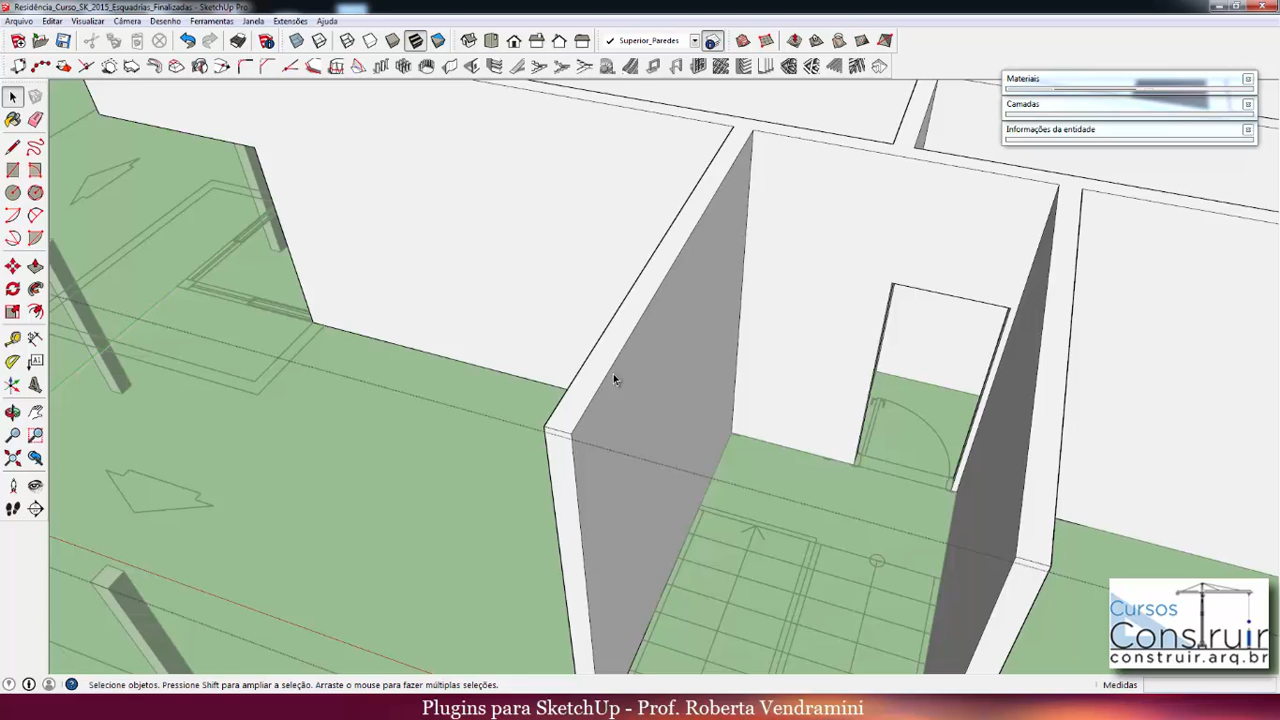 Residência_Curso_SK_2015_Esquadrias_Finalizadas - SketchUp Pro
Arquivo Editar Visualizar Câmera Desenho Ferramentas Janela Extensões Ajuda
Superior_Paredes
Materiais
Camadas
Informações da entidade
Cursos
Construir
construir.arq.br
Selecione objetos. Pressione Shift para ampliar a seleção. Arraste o mouse para fazer múltiplas seleções.
Medidas
Plugins para SketchUp - Prof. Roberta Vendramini